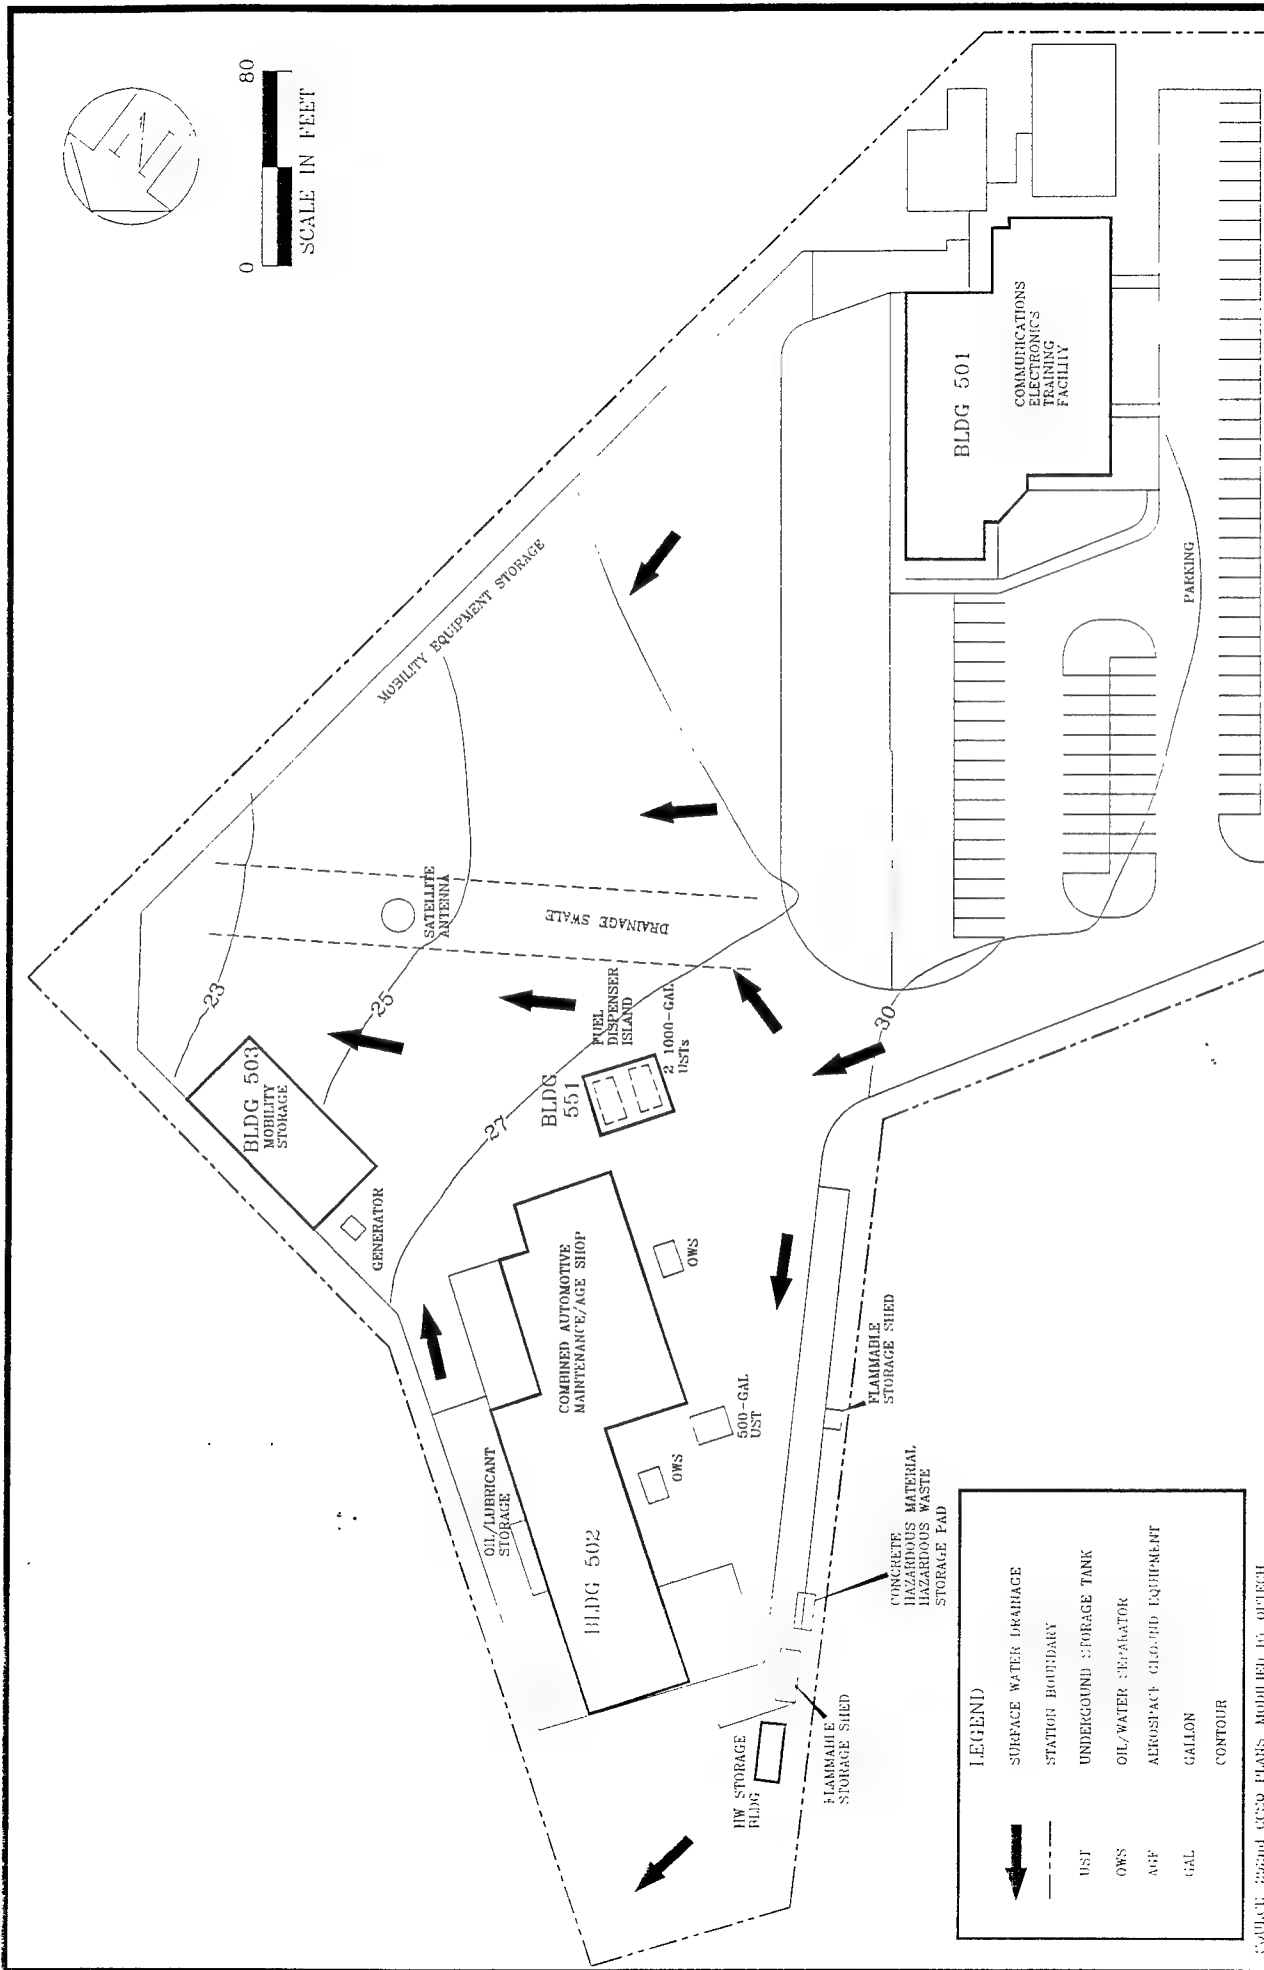 N
0 80
SCALE IN FEET
BLDG 501
COMMUNICATIONS
ELECTRONICS
TRAINING
FACILITY
PARKING
MOBILITY EQUIPMENT STORAGE
SATELLITE
ANTENNA
DRAINAGE SWALE
23
25
27
30
BLDG 503
MOBILITY
STORAGE
GENERATOR
FUEL
DISPENSER
ISLAND
BLDG
551
2 1000-GAL
USTs
COMBINED AUTOMOTIVE
MAINTENANCE/AGE SHOP
OWS
500-GAL
UST
OWS
OIL/LUBRICANT
STORAGE
BLDG 502
FLAMMABLE
STORAGE SHED
CONCRETE
HAZARDOUS MATERIAL
HAZARDOUS WASTE
STORAGE PAD
FLAMMABLE
STORAGE SHED
HW STORAGE
BLDG
LEGEND
SURFACE WATER DRAINAGE
STATION BOUNDARY
UST UNDERGOUND STORAGE TANK
OWS OIL/WATER SEPARATOR
AGE AEROSPACE GROUND EQUIPMENT
GAL GALLON
CONTOUR
PLANS MODIFIED